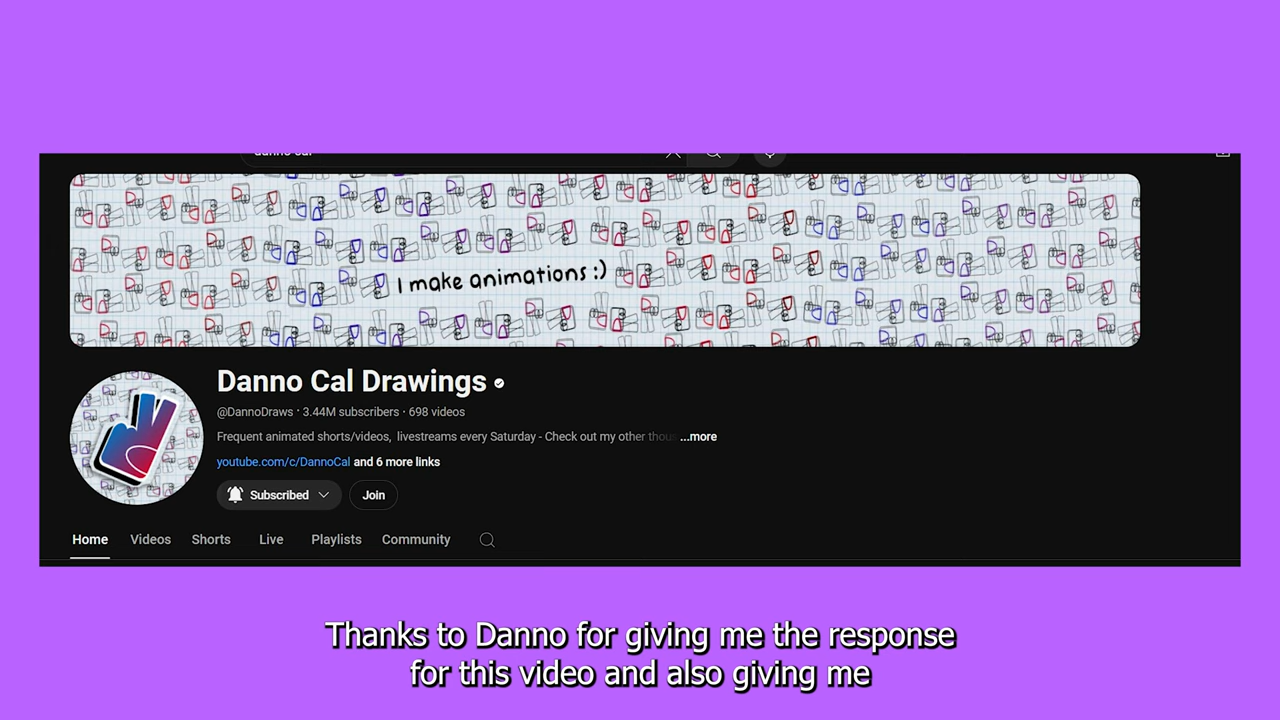 I make animations :)
Danno Cal Drawings
@DannoDraws · 3.44M subscribers · 698 videos
Frequent animated shorts/videos, livestreams every Saturday - Check out my other ...more
youtube.com/c/DannoCal and 6 more links
Subscribed Join
Home Videos Shorts Live Playlists Community
Thanks to Danno for giving me the response
for this video and also giving me